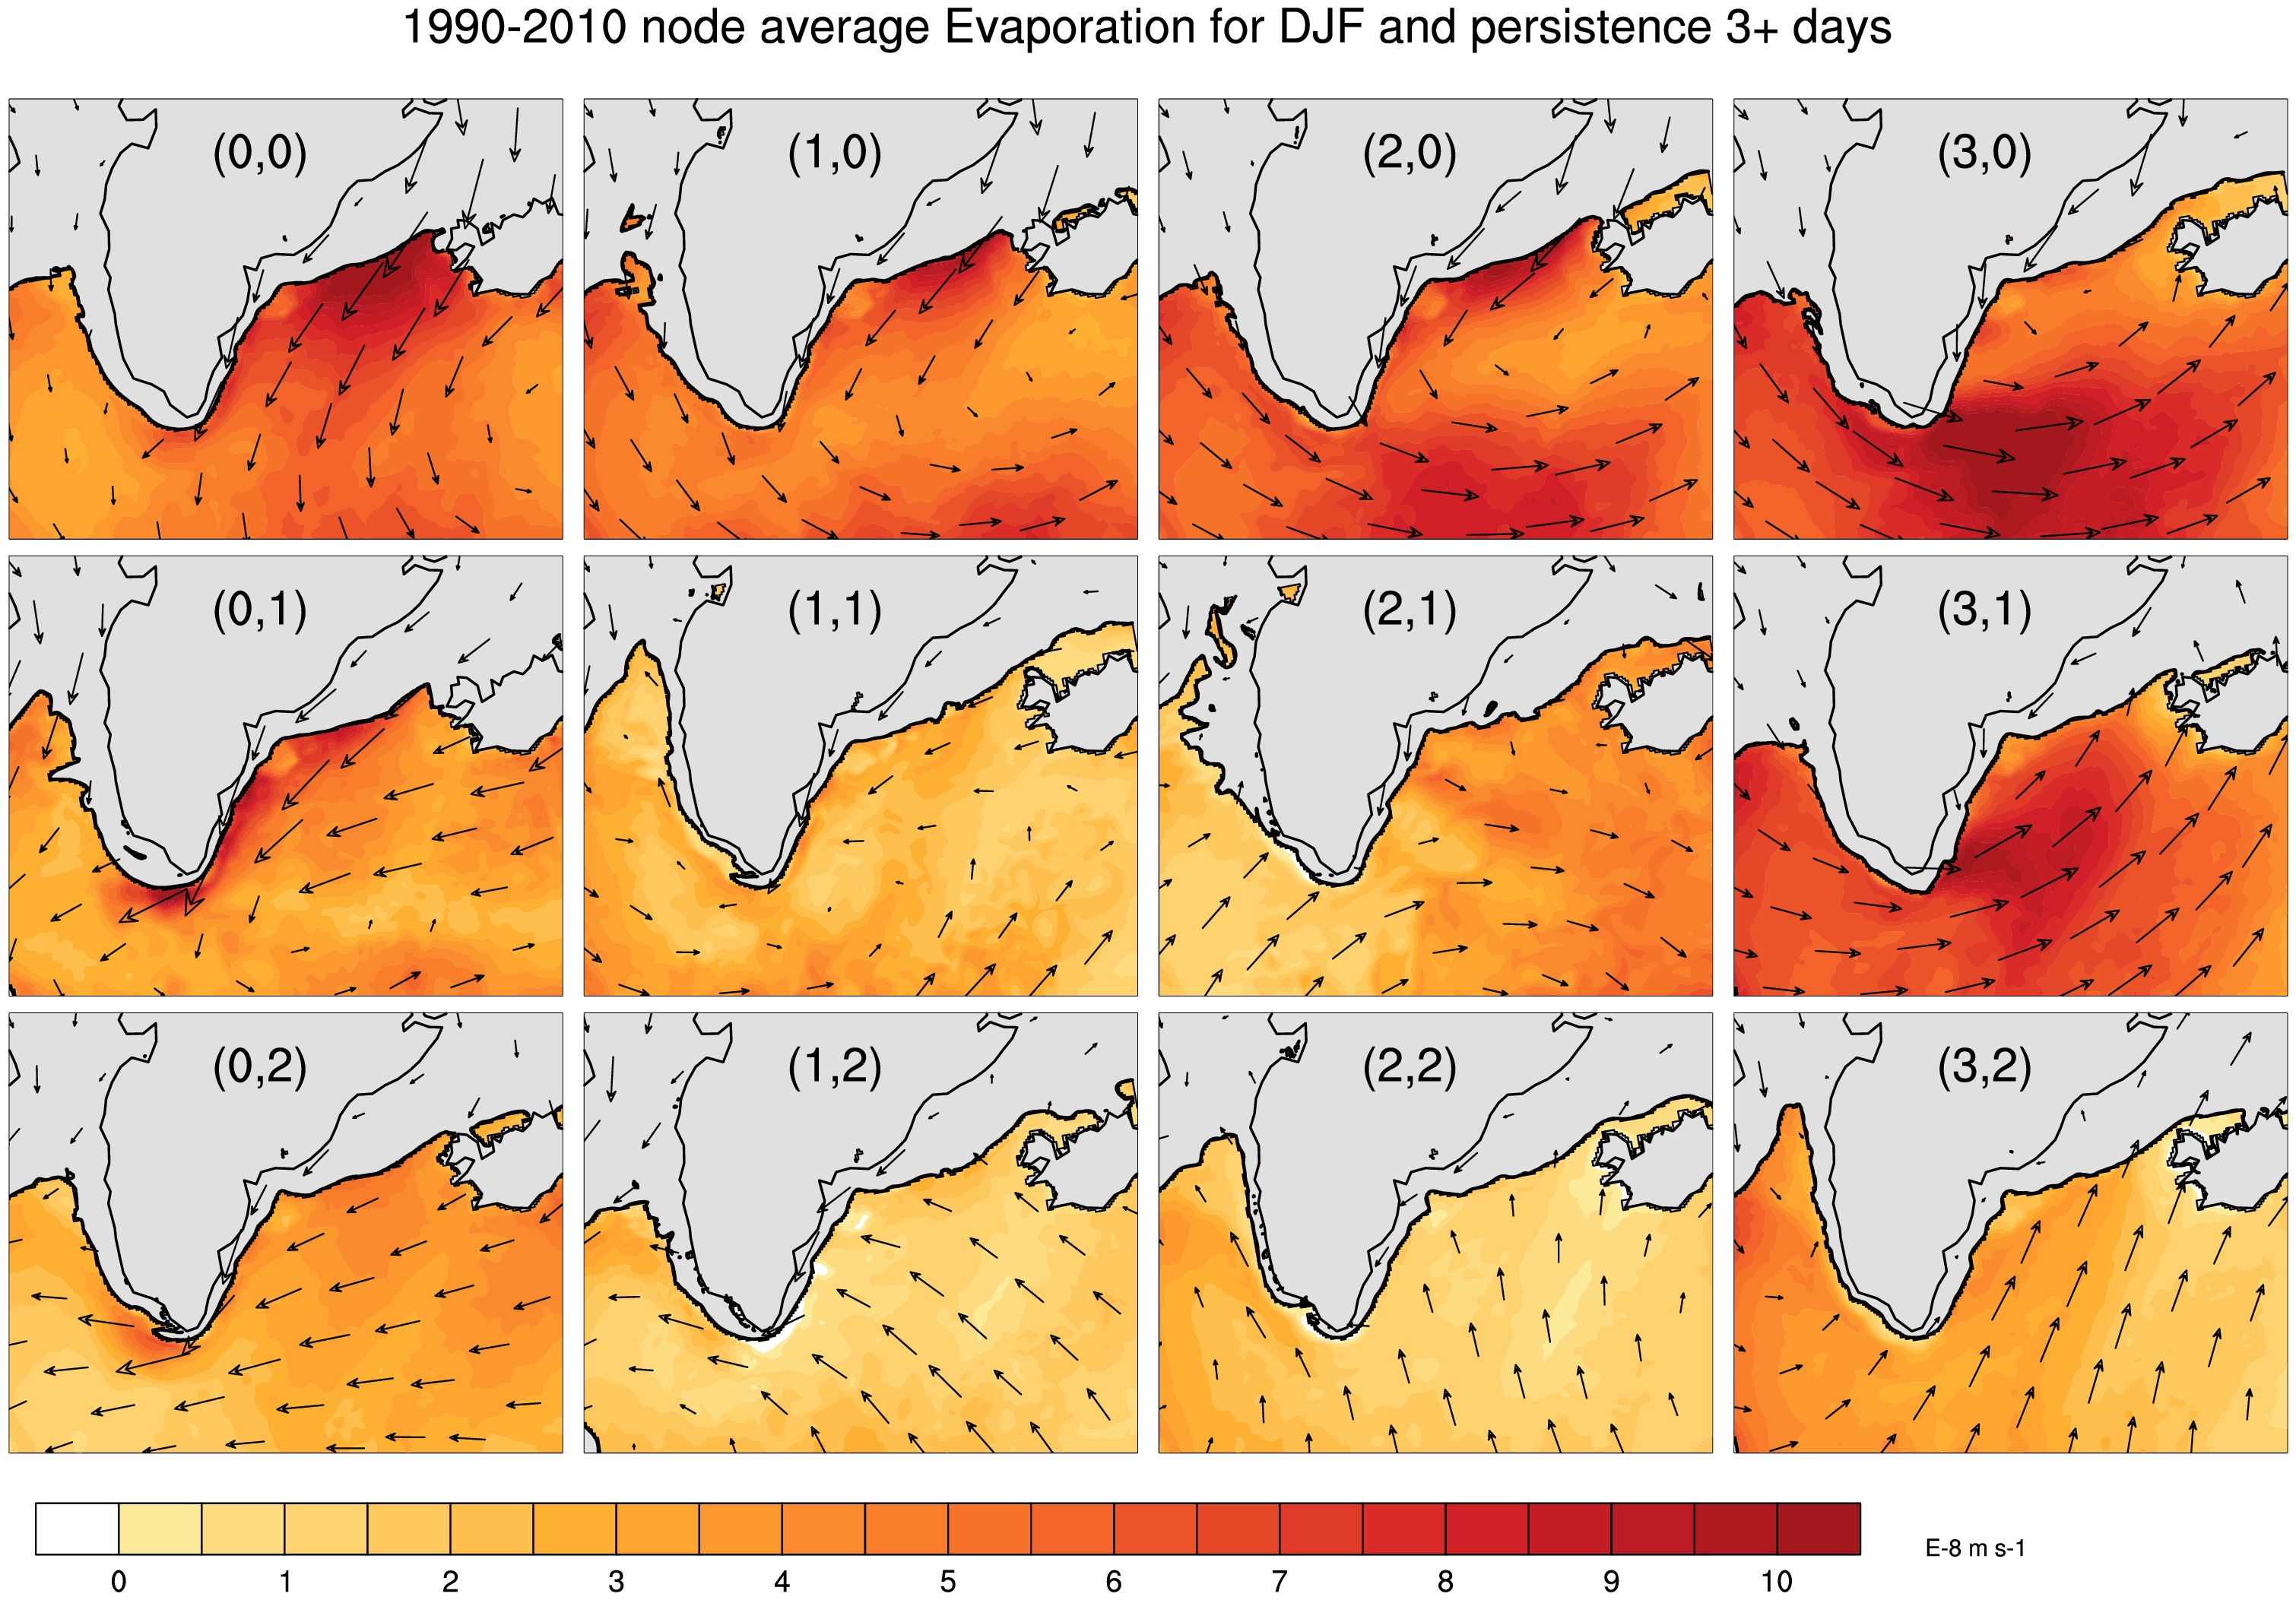 1990-2010 node average Evaporation for DJF and persistence 3+ days
(0,0) (1,0) (2,0) (3,0)
(0,1) (1,1) (2,1) (3,1)
(0,2) (1,2) (2,2) (3,2)
E-8 m s-1
0 1 2 3 4 5 6 7 8 9 10